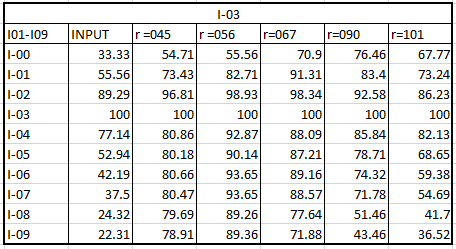 I-03
I01-I09 INPUT r =045 r =056 r=067 r=090 r=101
I-00 33.33 54.71 55.56 70.9 76.46 67.77
I-01 55.56 73.43 82.71 91.31 83.4 73.24
I-02 89.29 96.81 98.93 98.34 92.58 86.23
I-03 100 100 100 100 100 100
I-04 77.14 80.86 92.87 88.09 85.84 82.13
I-05 52.94 80.18 90.14 87.21 78.71 68.65
I-06 42.19 80.66 93.65 89.16 74.32 59.38
I-07 37.5 80.47 93.65 88.57 71.78 54.69
I-08 24.32 79.69 89.26 77.64 51.46 41.7
I-09 22.31 78.91 89.36 71.88 43.46 36.52